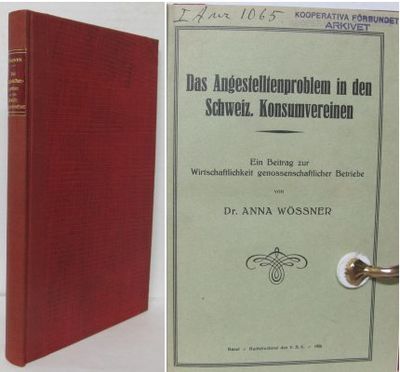 I Anr 1065
KOOPERATIVA FÖRBUNDET
ARKIVET
Das Angestelltenproblem in den
Schweiz. Konsumvereinen
Ein Beitrag zur
Wirtschaftlichkeit genossenschaftlicher Betriebe
von
Dr. ANNA WÖSSNER
Basel